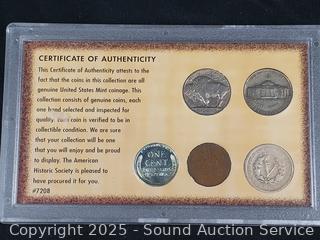 CERTIFICATE OF AUTHENTICITY
This Certificate of Authenticity attests to the
fact that the coins in this collection are all
genuine United States Mint coinage. This
collection consists of genuine coins, each
one hand selected and inspected for
quality. Each coin is verified to be in
collectible condition. We are sure
that your collection will be one
that you will enjoy and be proud
to display. The American
Historic Society is pleased to
have procured it for you.
#7208
ONE
CENT
Copyright 2025 - Sound Auction Service